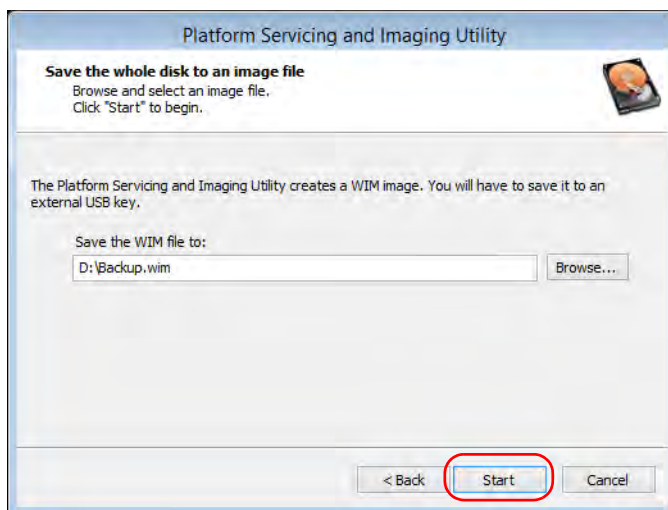 Platform Servicing and Imaging Utility
Save the whole disk to an image file
Browse and select an image file.
Click "Start" to begin.
The Platform Servicing and Imaging Utility creates a WIM image. You will have to save it to an
external USB key.
Save the WIM file to:
D:\Backup.wim
Browse...
< Back
Start
Cancel